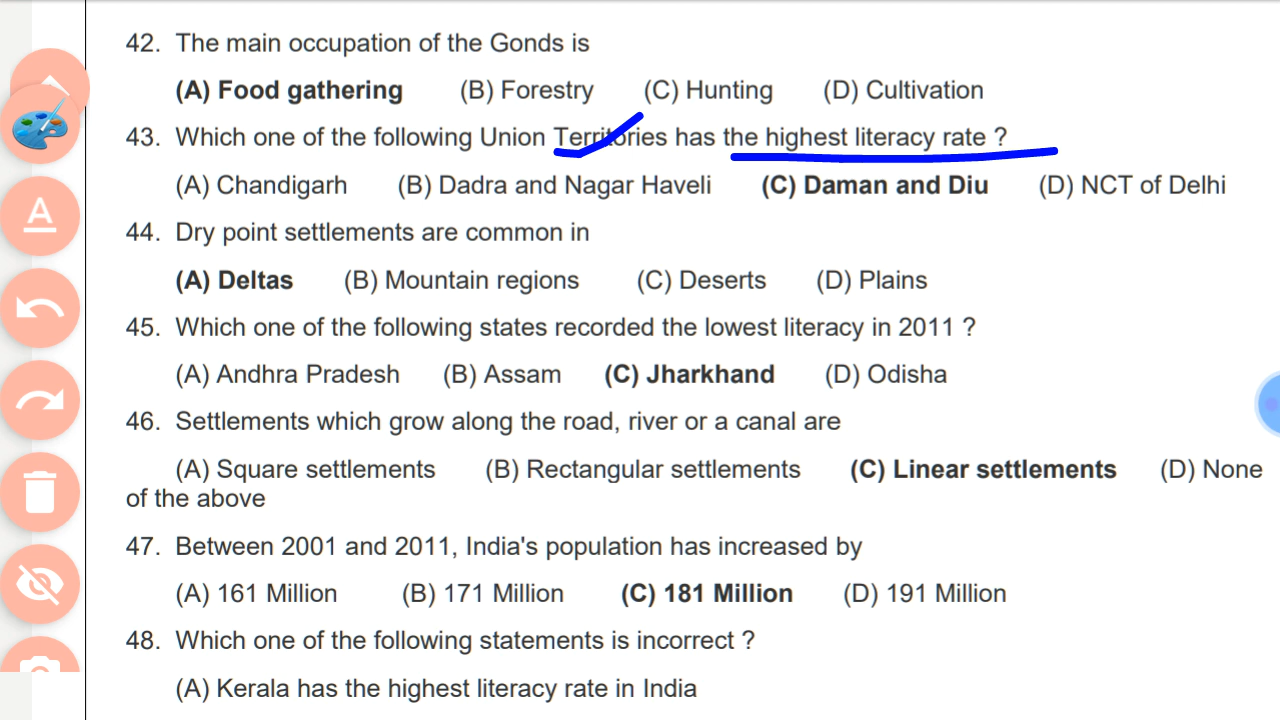 42. The main occupation of the Gonds is
(A) Food gathering (B) Forestry (C) Hunting (D) Cultivation
43. Which one of the following Union Territories has the highest literacy rate ?
(A) Chandigarh (B) Dadra and Nagar Haveli (C) Daman and Diu (D) NCT of Delhi
44. Dry point settlements are common in
(A) Deltas (B) Mountain regions (C) Deserts (D) Plains
45. Which one of the following states recorded the lowest literacy in 2011 ?
(A) Andhra Pradesh (B) Assam (C) Jharkhand (D) Odisha
46. Settlements which grow along the road, river or a canal are
(A) Square settlements (B) Rectangular settlements (C) Linear settlements (D) None
of the above
47. Between 2001 and 2011, India's population has increased by
(A) 161 Million (B) 171 Million (C) 181 Million (D) 191 Million
48. Which one of the following statements is incorrect ?
(A) Kerala has the highest literacy rate in India
A